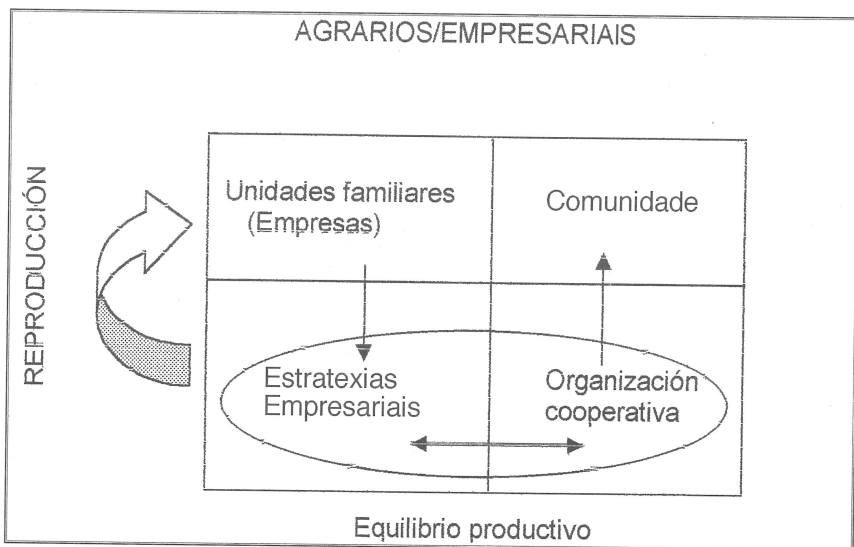 AGRARIOS/EMPRESARIAIS
REPRODUCCIÓN
Unidades familiares
(Empresas)
Comunidade
Estratexias
Empresariais
Organización
cooperativa
Equilibrio productivo